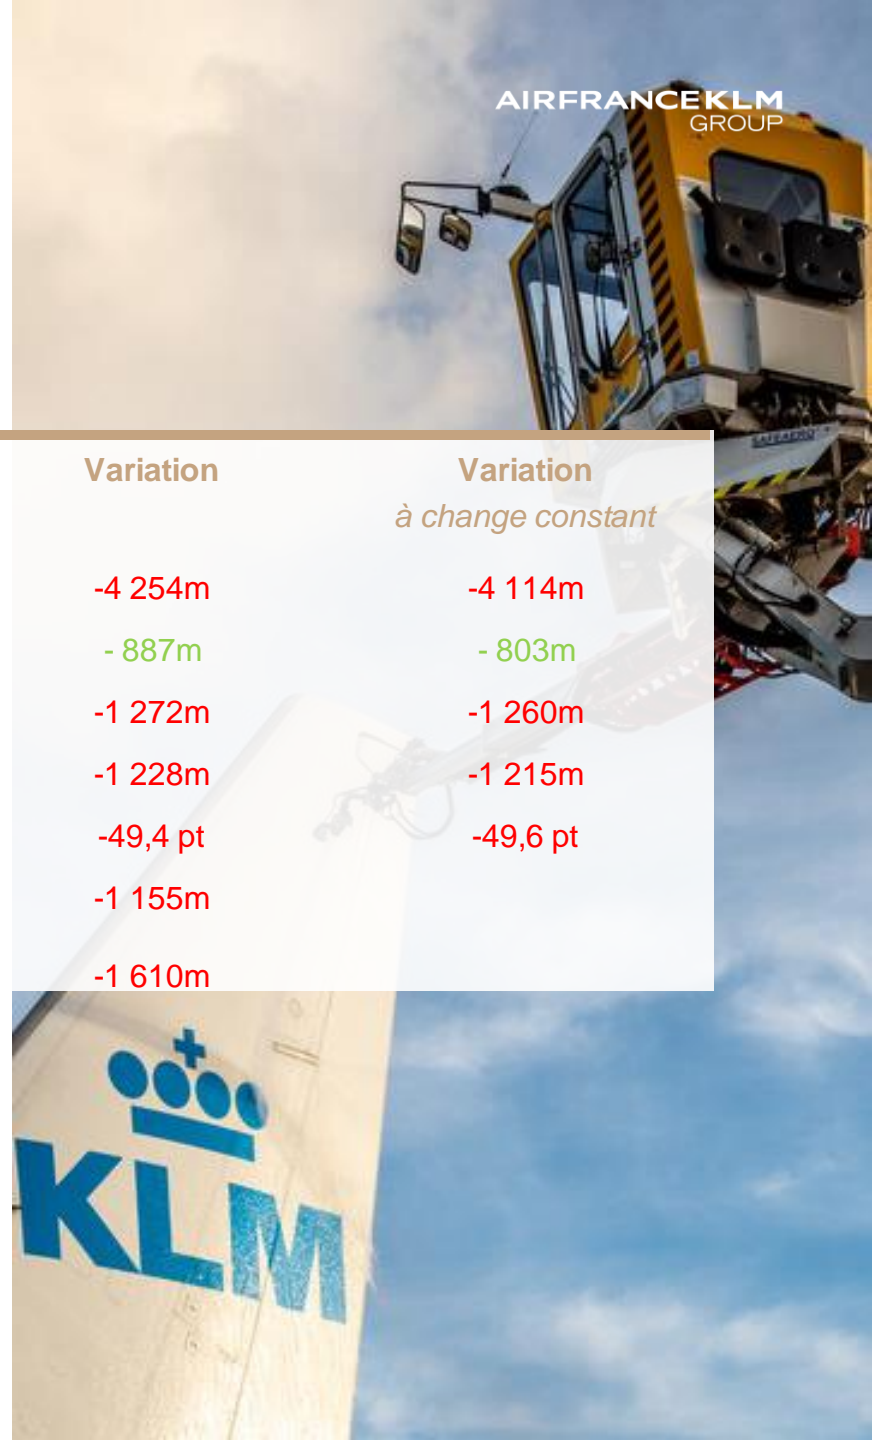 AIRFRANCEKLM
GROUP
Variation Variation
à change constant
-4 254m -4 114m
- 887m - 803m
-1 272m -1 260m
-1 228m -1 215m
-49,4 pt -49,6 pt
-1 155m
-1 610m
SAFEAERO
KLM